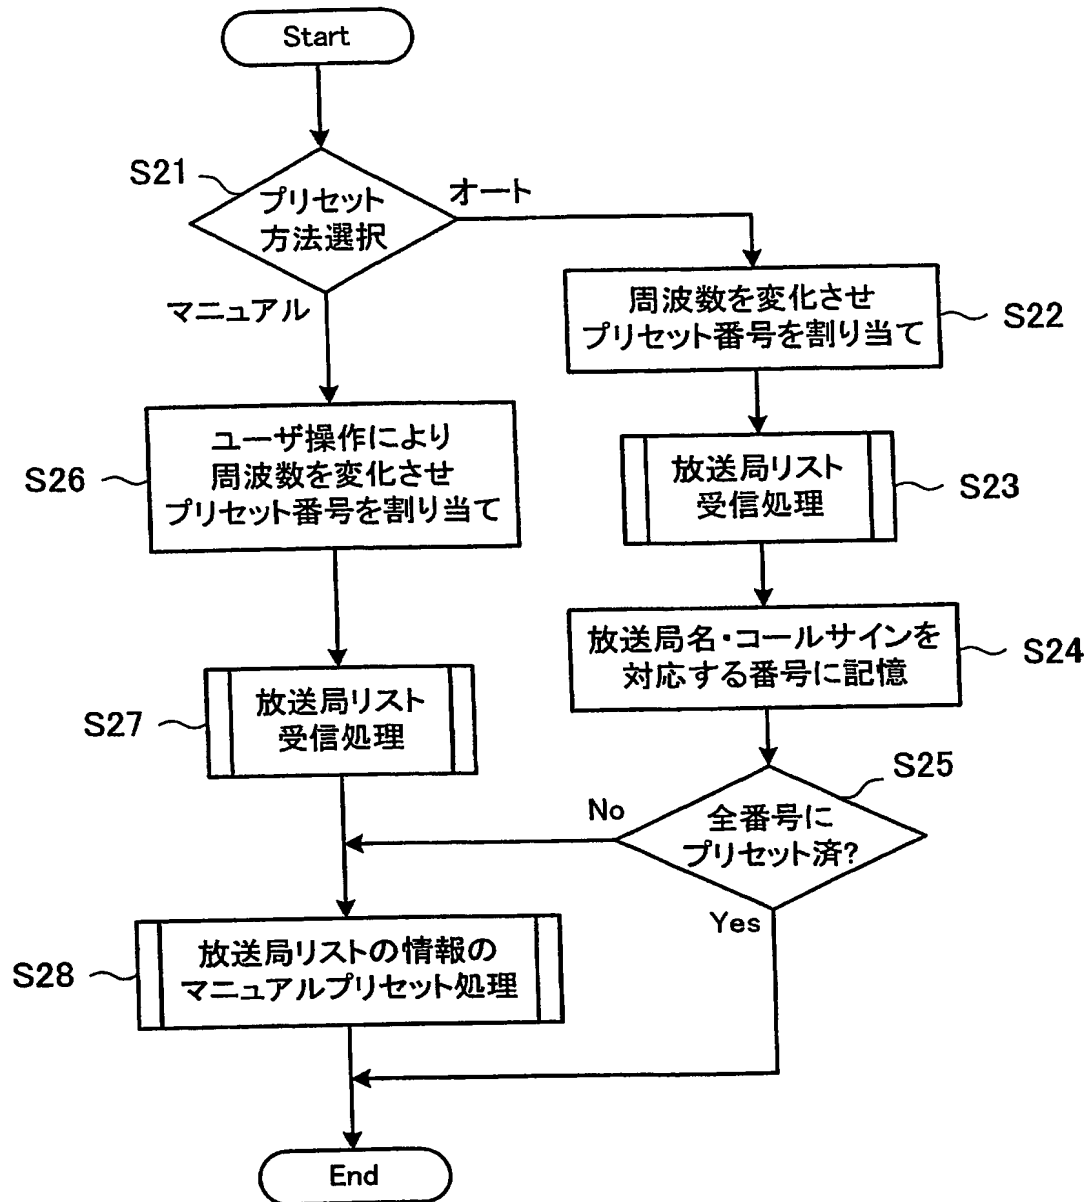 Start
S21
プリセット
方法選択
オート
マニュアル
周波数を変化させ
プリセット番号を割り当て
S22
ユーザ操作により
周波数を変化させ
プリセット番号を割り当て
S26
放送局リスト
受信処理
S23
放送局名・コールサインを
対応する番号に記憶
S24
放送局リスト
受信処理
S27
S25
全番号に
プリセット済?
No
Yes
放送局リストの情報の
マニュアルプリセット処理
S28
End